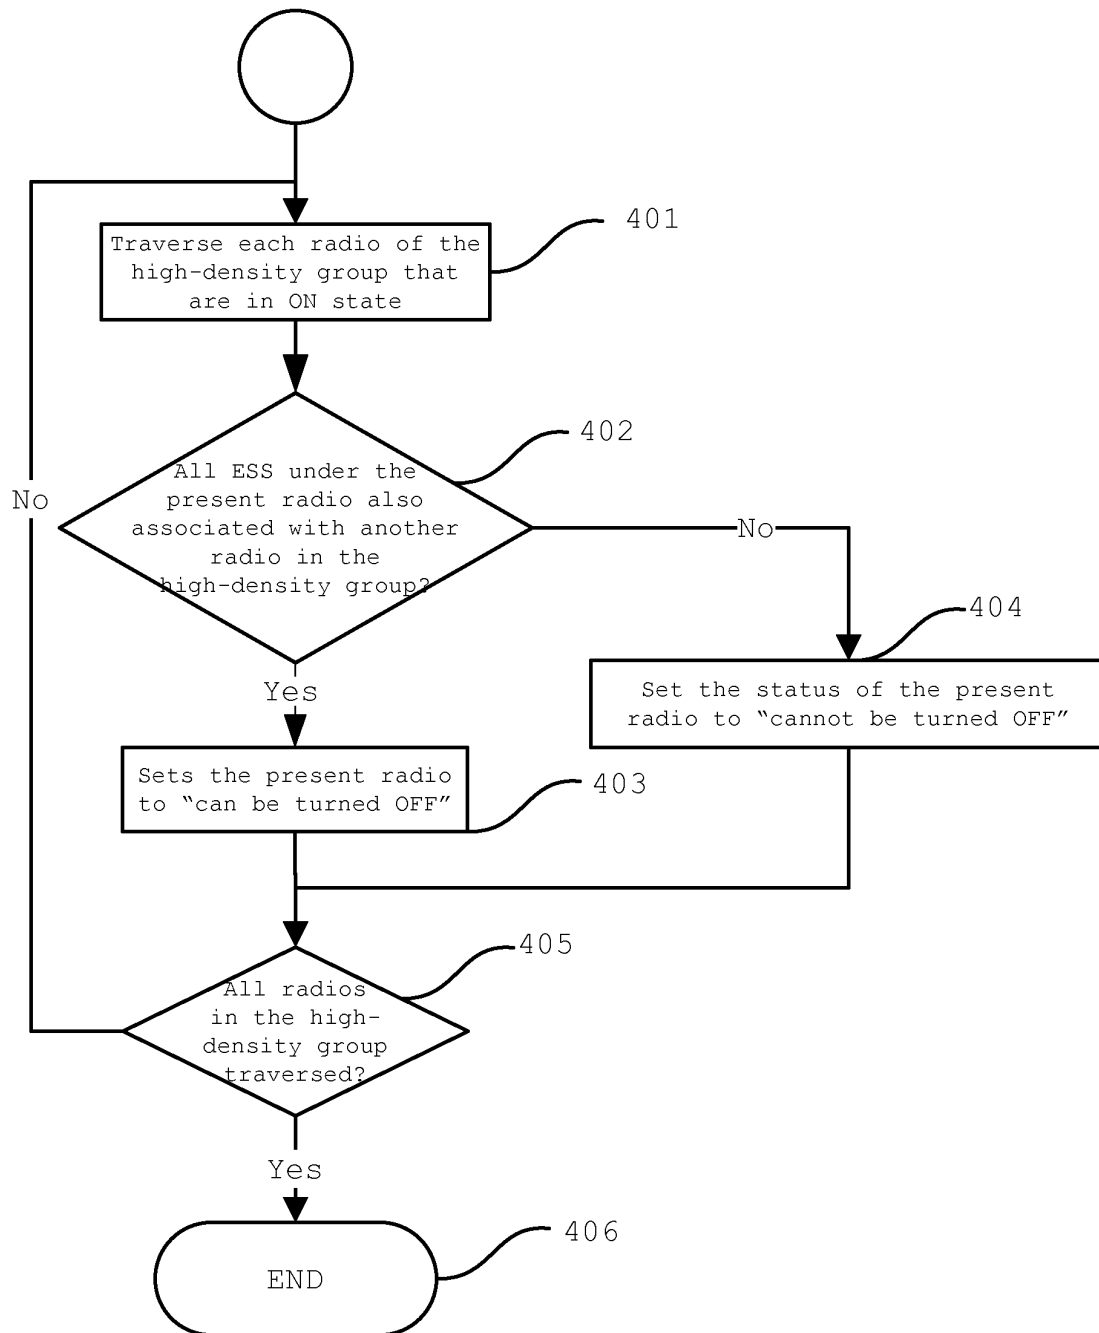 Traverse each radio of the
high-density group that
are in ON state
401
All ESS under the
present radio also
associated with another
radio in the
high-density group?
402
No
No
Yes
404
Set the status of the present
radio to “cannot be turned OFF”
Sets the present radio
to “can be turned OFF”
403
405
All radios
in the high-
density group
traversed?
Yes
406
END